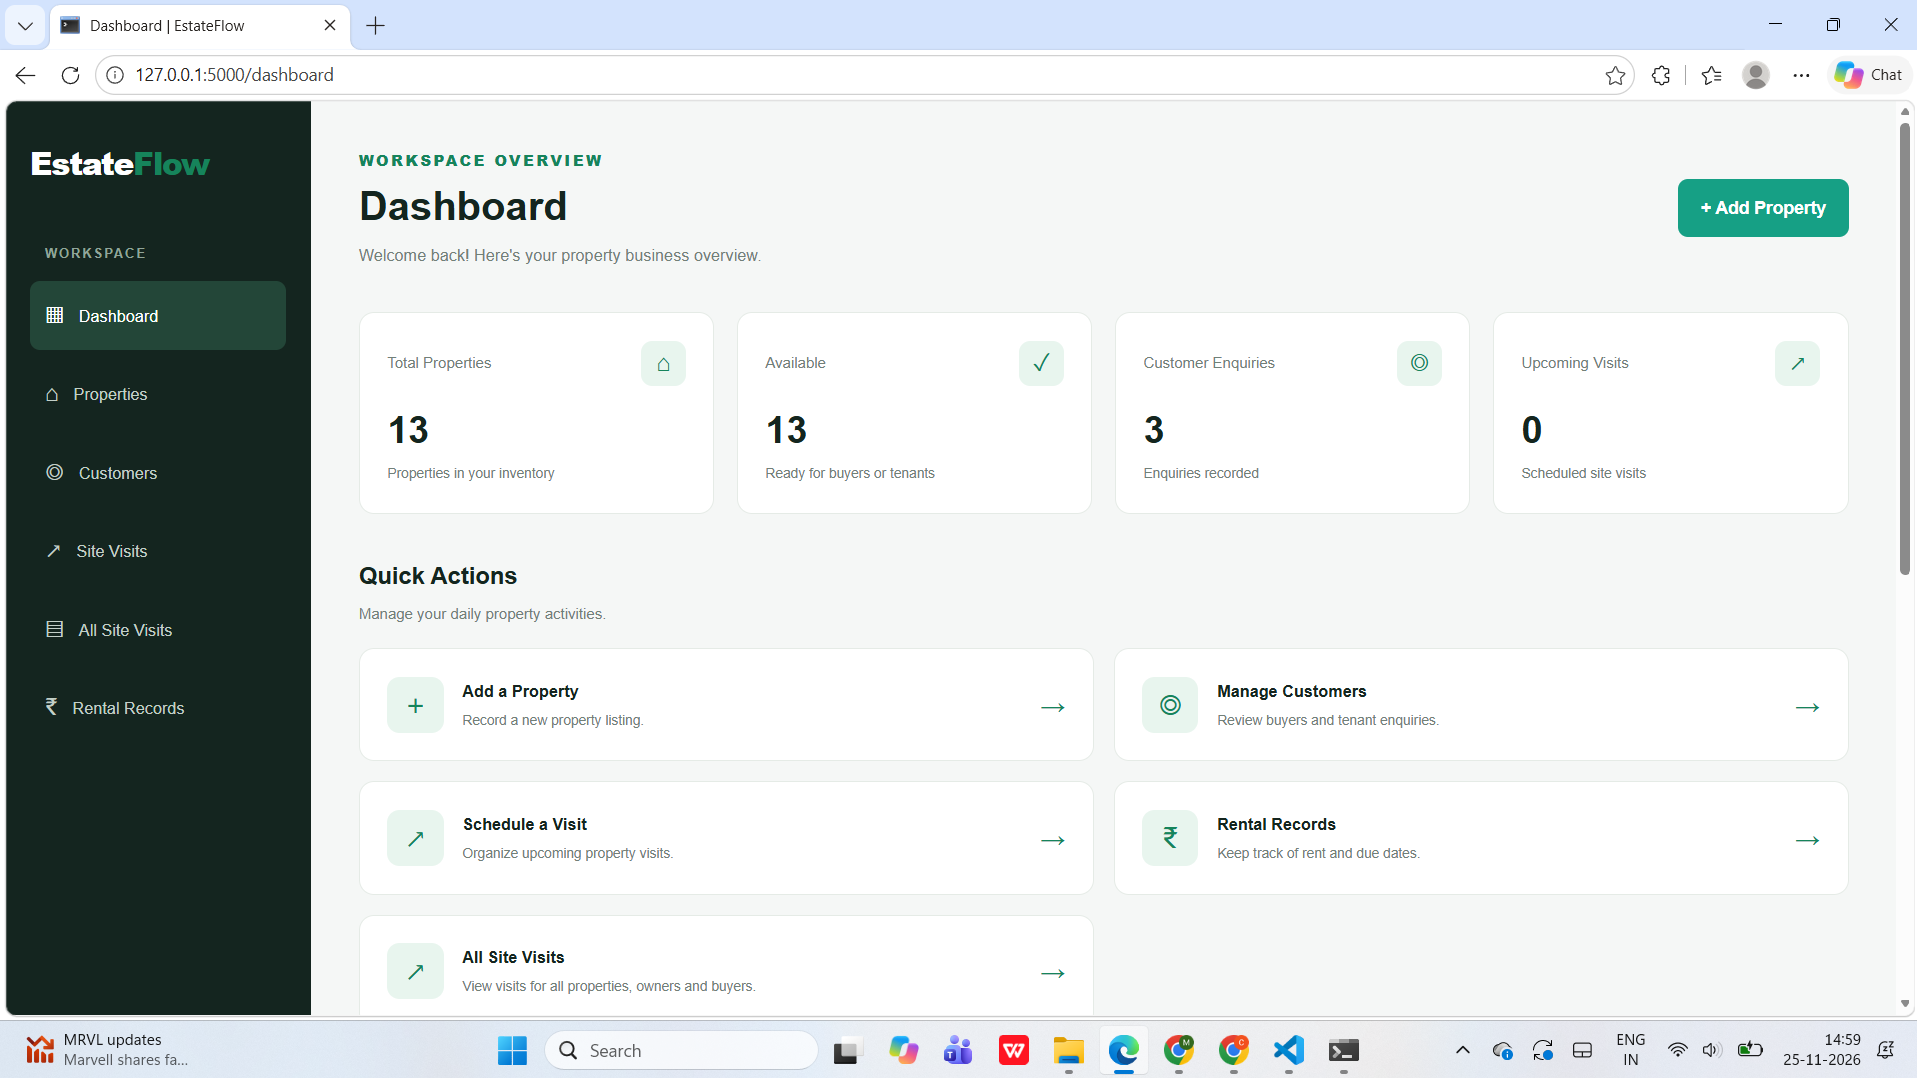 Dashboard | EstateFlow
127.0.0.1:5000/dashboard
Chat
EstateFlow
WORKSPACE
Dashboard
Properties
Customers
Site Visits
All Site Visits
₹ Rental Records
WORKSPACE OVERVIEW
Dashboard
Welcome back! Here's your property business overview.
+ Add Property
Total Properties
13
Properties in your inventory
Available
13
Ready for buyers or tenants
Customer Enquiries
3
Enquiries recorded
Upcoming Visits
0
Scheduled site visits
Quick Actions
Manage your daily property activities.
Add a Property
Record a new property listing.
Manage Customers
Review buyers and tenant enquiries.
Schedule a Visit
Organize upcoming property visits.
₹
Rental Records
Keep track of rent and due dates.
All Site Visits
View visits for all properties, owners and buyers.
MRVL updates
Marvell shares fa...
Search
ENG
IN
14:59
25-11-2026